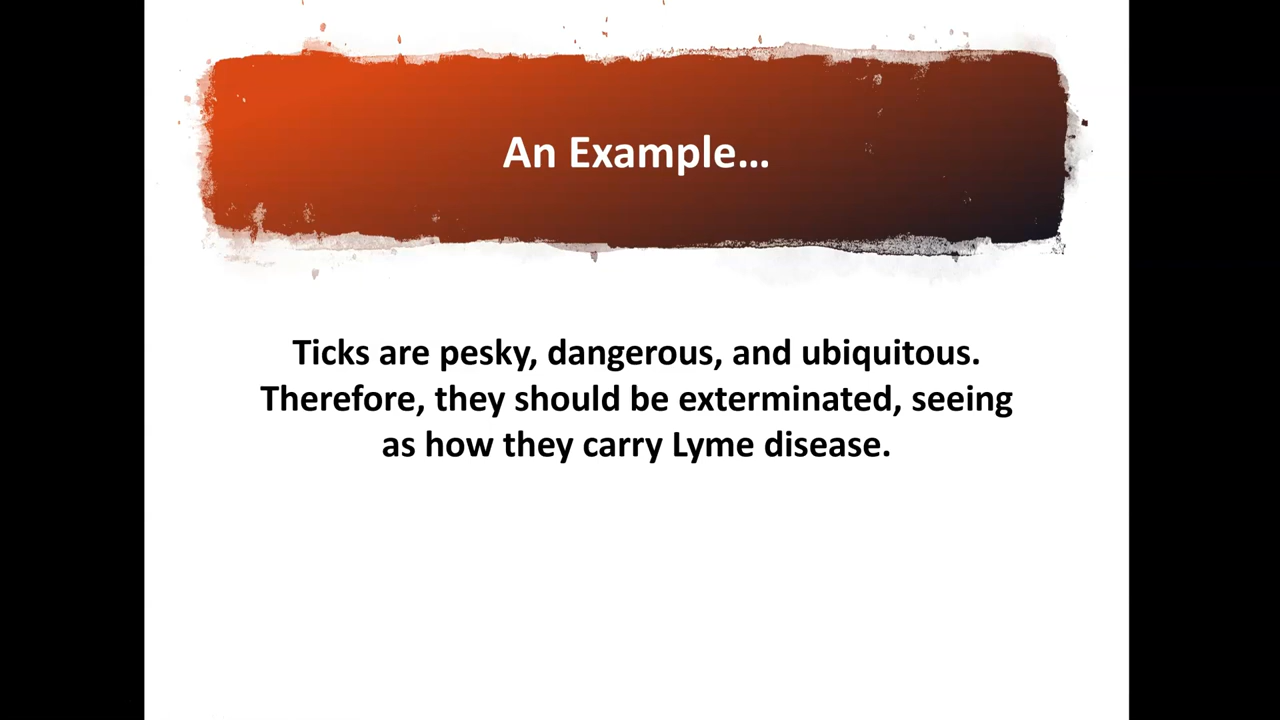 An Example…
Ticks are pesky, dangerous, and ubiquitous.
Therefore, they should be exterminated, seeing
as how they carry Lyme disease.